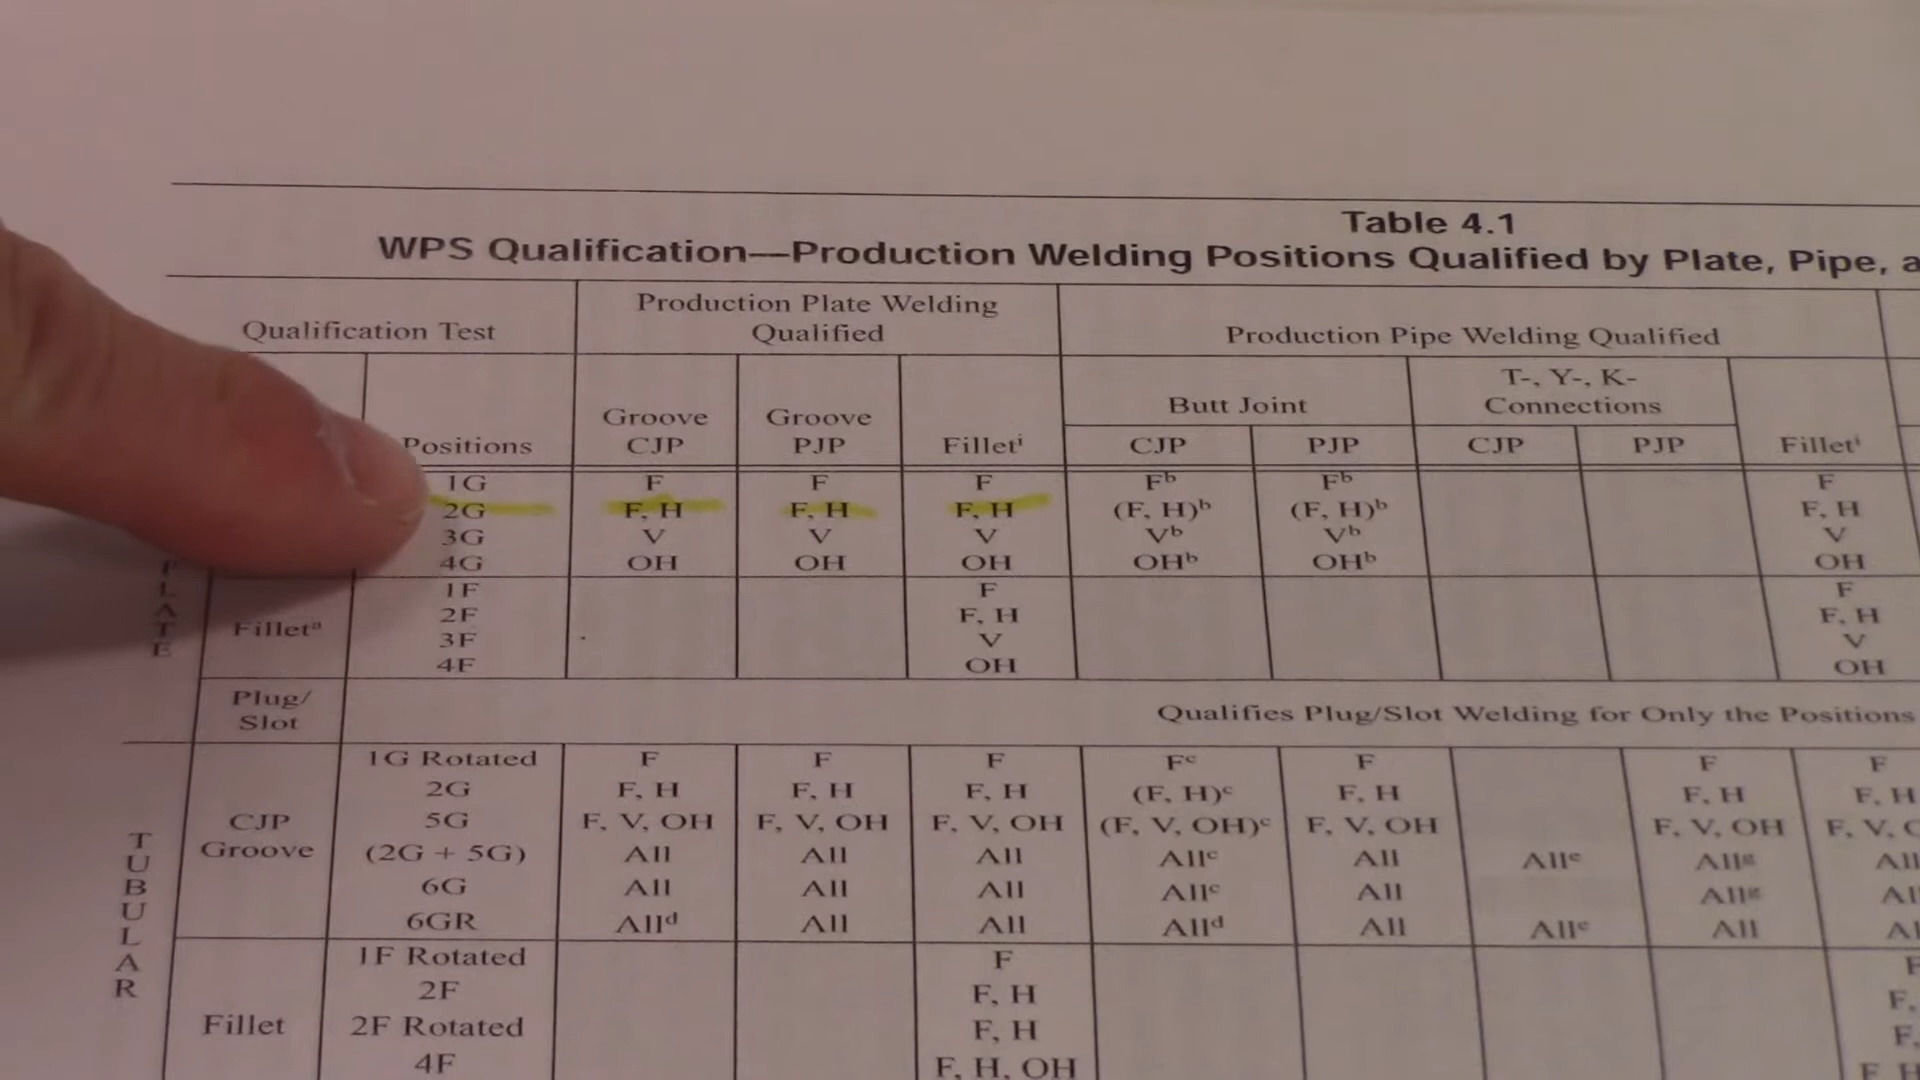 Table 4.1
WPS Qualification—Production Welding Positions Qualified by Plate, Pipe, a
Qualification Test
Production Plate Welding
Qualified
Production Pipe Welding Qualified
Positions
Groove
CJP
Groove
PJP
Filletⁱ
Butt Joint
T-, Y-, K-
Connections
CJP PJP CJP PJP Filletⁱ
PLATE
1G F F F Fᵇ Fᵇ F
2G F, H F, H F, H (F, H)ᵇ (F, H)ᵇ F, H
3G V V V Vᵇ Vᵇ V
4G OH OH OH OHᵇ OHᵇ OH
Filletᵃ
1F F F
2F F, H F, H
3F V V
4F OH OH
Plug/
Slot
Qualifies Plug/Slot Welding for Only the Positions
TUBULAR
CJP
Groove
1G Rotated F F F Fᶜ F F F
2G F, H F, H F, H (F, H)ᶜ F, H F, H F, H
5G F, V, OH F, V, OH F, V, OH (F, V, OH)ᶜ F, V, OH F, V, OH F, V,
(2G + 5G) All All All Allᶜ All Allᵉ Allᵍ All
6G All All All Allᶜ All Allᵍ
6GR Allᵈ All All Allᵈ All Allᵉ All
Fillet
1F Rotated F
2F F, H
2F Rotated F, H
4F F, H, OH